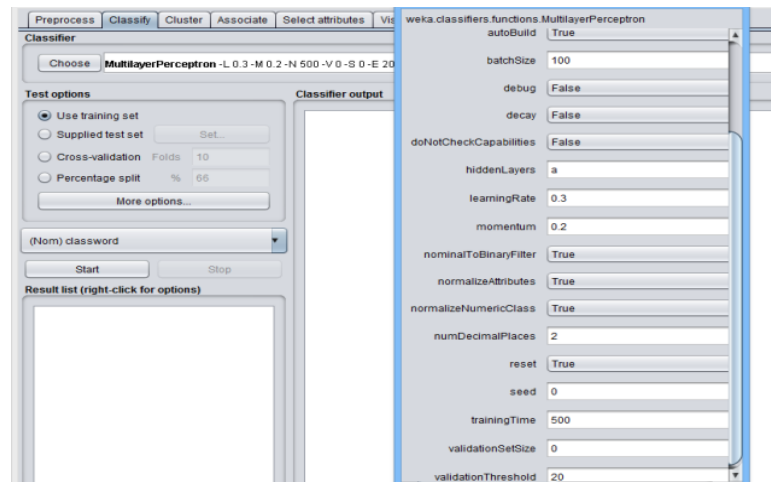 Preprocess Classify Cluster Associate Select attributes Vis
Classifier
Choose MultilayerPerceptron -L 0.3 -M 0.2 -N 500 -V 0 -S 0 -E 20
Test options
Use training set
Supplied test set Set...
Cross-validation Folds 10
Percentage split % 66
More options...
(Nom) classword
Start Stop
Result list (right-click for options)
Classifier output
weka.classifiers.functions.MultilayerPerceptron
autoBuild True
batchSize 100
debug False
decay False
doNotCheckCapabilities False
hiddenLayers a
learningRate 0.3
momentum 0.2
nominalToBinaryFilter True
normalizeAttributes True
normalizeNumericClass True
numDecimalPlaces 2
reset True
seed 0
trainingTime 500
validationSetSize 0
validationThreshold 20